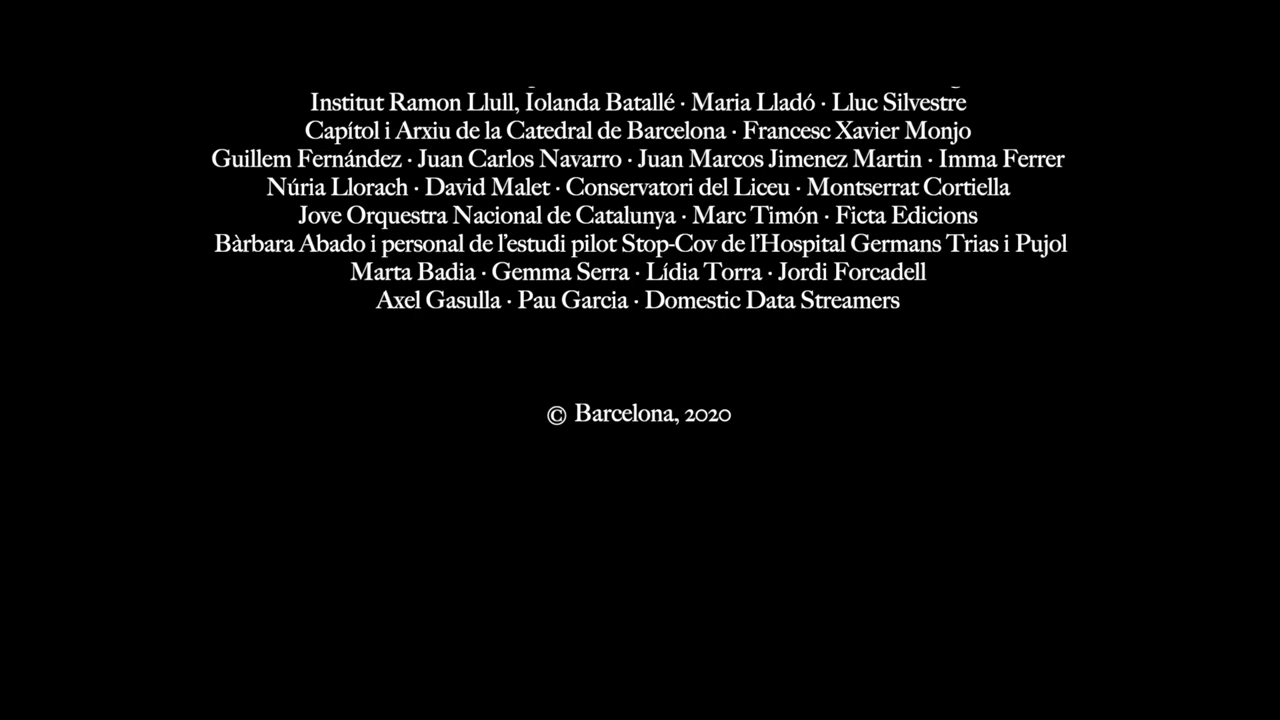 Institut Ramon Llull, Iolanda Batallé · Maria Lladó · Lluc Silvestre
Capítol i Arxiu de la Catedral de Barcelona · Francesc Xavier Monjo
Guillem Fernández · Juan Carlos Navarro · Juan Marcos Jimenez Martin · Imma Ferrer
Núria Llorach · David Malet · Conservatori del Liceu · Montserrat Cortiella
Jove Orquestra Nacional de Catalunya · Marc Timón · Ficta Edicions
Bàrbara Abado i personal de l'estudi pilot Stop-Cov de l'Hospital Germans Trias i Pujol
Marta Badia · Gemma Serra · Lídia Torra · Jordi Forcadell
Axel Gasulla · Pau Garcia · Domestic Data Streamers
© Barcelona, 2020